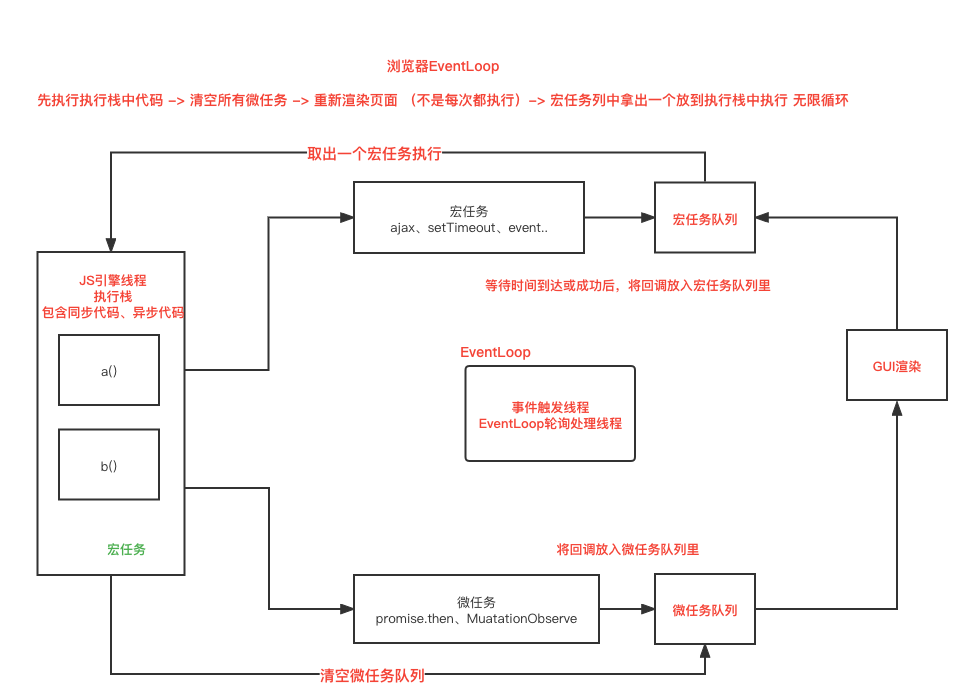 浏览器EventLoop
先执行执行栈中代码 -> 清空所有微任务 -> 重新渲染页面 （不是每次都执行）-> 宏任务列中拿出一个放到执行栈中执行 无限循环
取出一个宏任务执行
宏任务
ajax、setTimeout、event..
宏任务队列
JS引擎线程
执行栈
包含同步代码、异步代码
等待时间到达或成功后，将回调放入宏任务队列里
a()
EventLoop
GUI渲染
事件触发线程
EventLoop轮询处理线程
b()
宏任务
将回调放入微任务队列里
微任务
promise.then、MuatationObserve
微任务队列
清空微任务队列